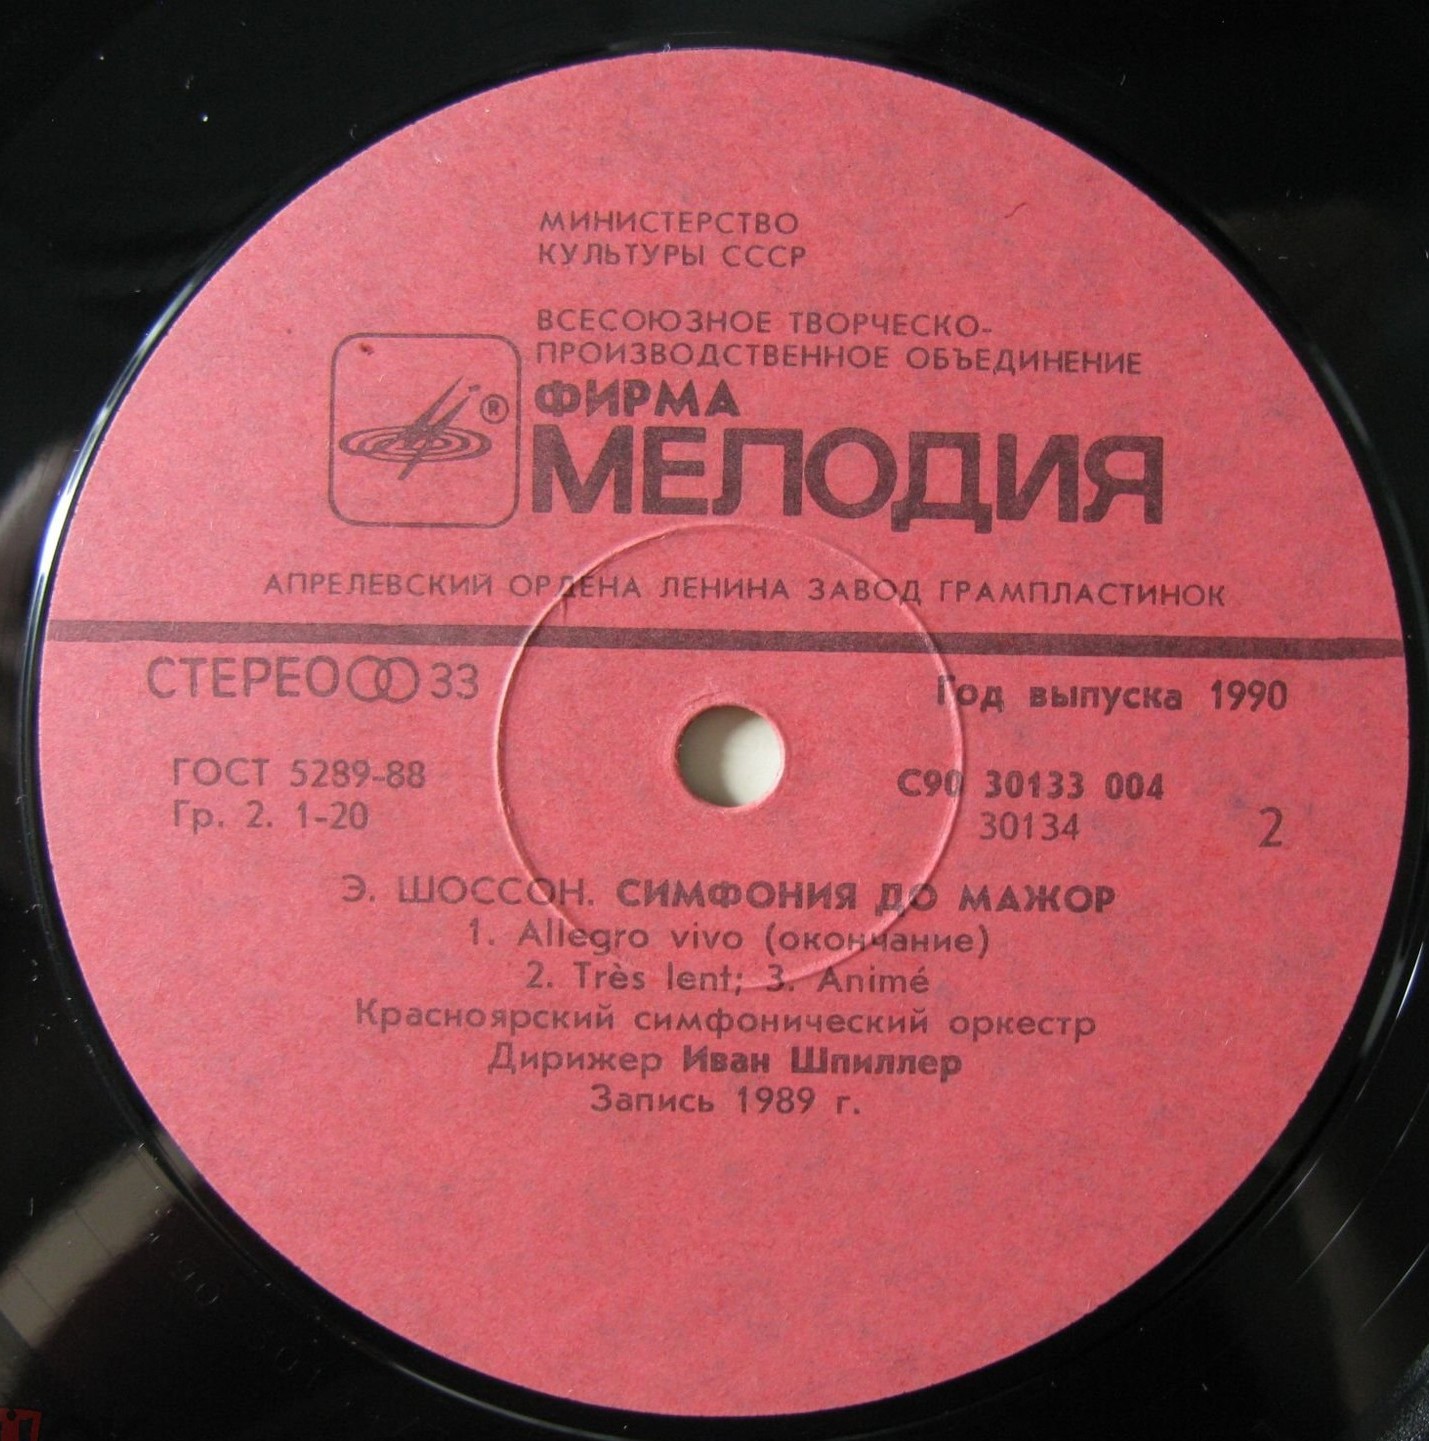 МИНИСТЕРСТВО
КУЛЬТУРЫ СССР
ВСЕСОЮЗНОЕ ТВОРЧЕСКО-
ПРОИЗВОДСТВЕННОЕ ОБЪЕДИНЕНИЕ
®
ФИРМА
МЕЛОДИЯ
АПРЕЛЕВСКИЙ ОРДЕНА ЛЕНИНА ЗАВОД ГРАМПЛАСТИНОК
СТЕРЕО 33
Год выпуска 1990
ГОСТ 5289-88
Гр. 2. 1-20
С90 30133 004
30134
2
Э. ШОССОН. СИМФОНИЯ ДО МАЖОР
1. Allegro vivo (окончание)
2. Très lent; 3. Animé
Красноярский симфонический оркестр
Дирижер Иван Шпиллер
Запись 1989 г.